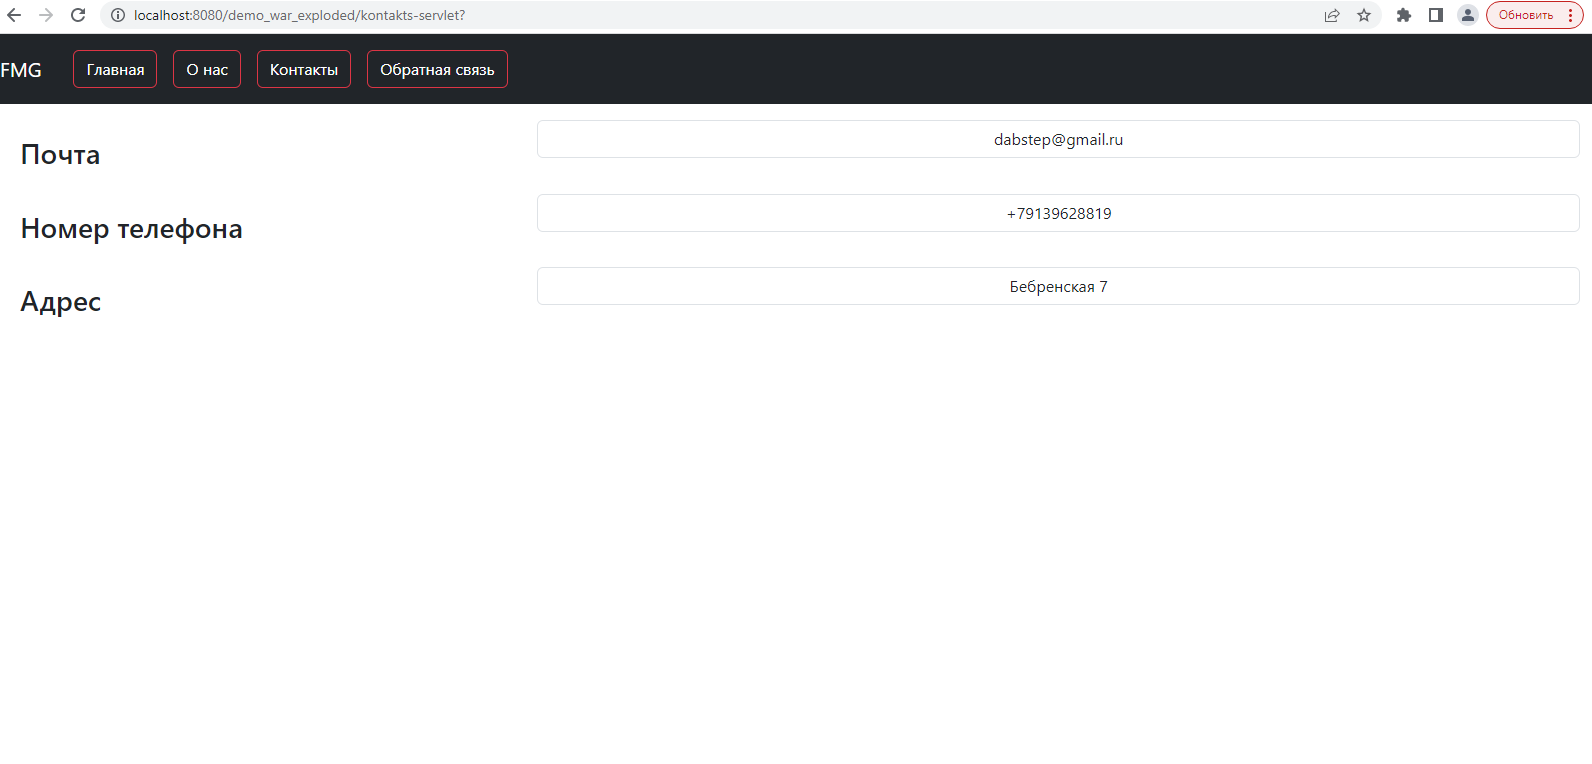 localhost:8080/demo_war_exploded/kontakts-servlet?
Обновить
FMG Главная О нас Контакты Обратная связь
Почта dabstep@gmail.ru
Номер телефона +79139628819
Адрес Бебренская 7